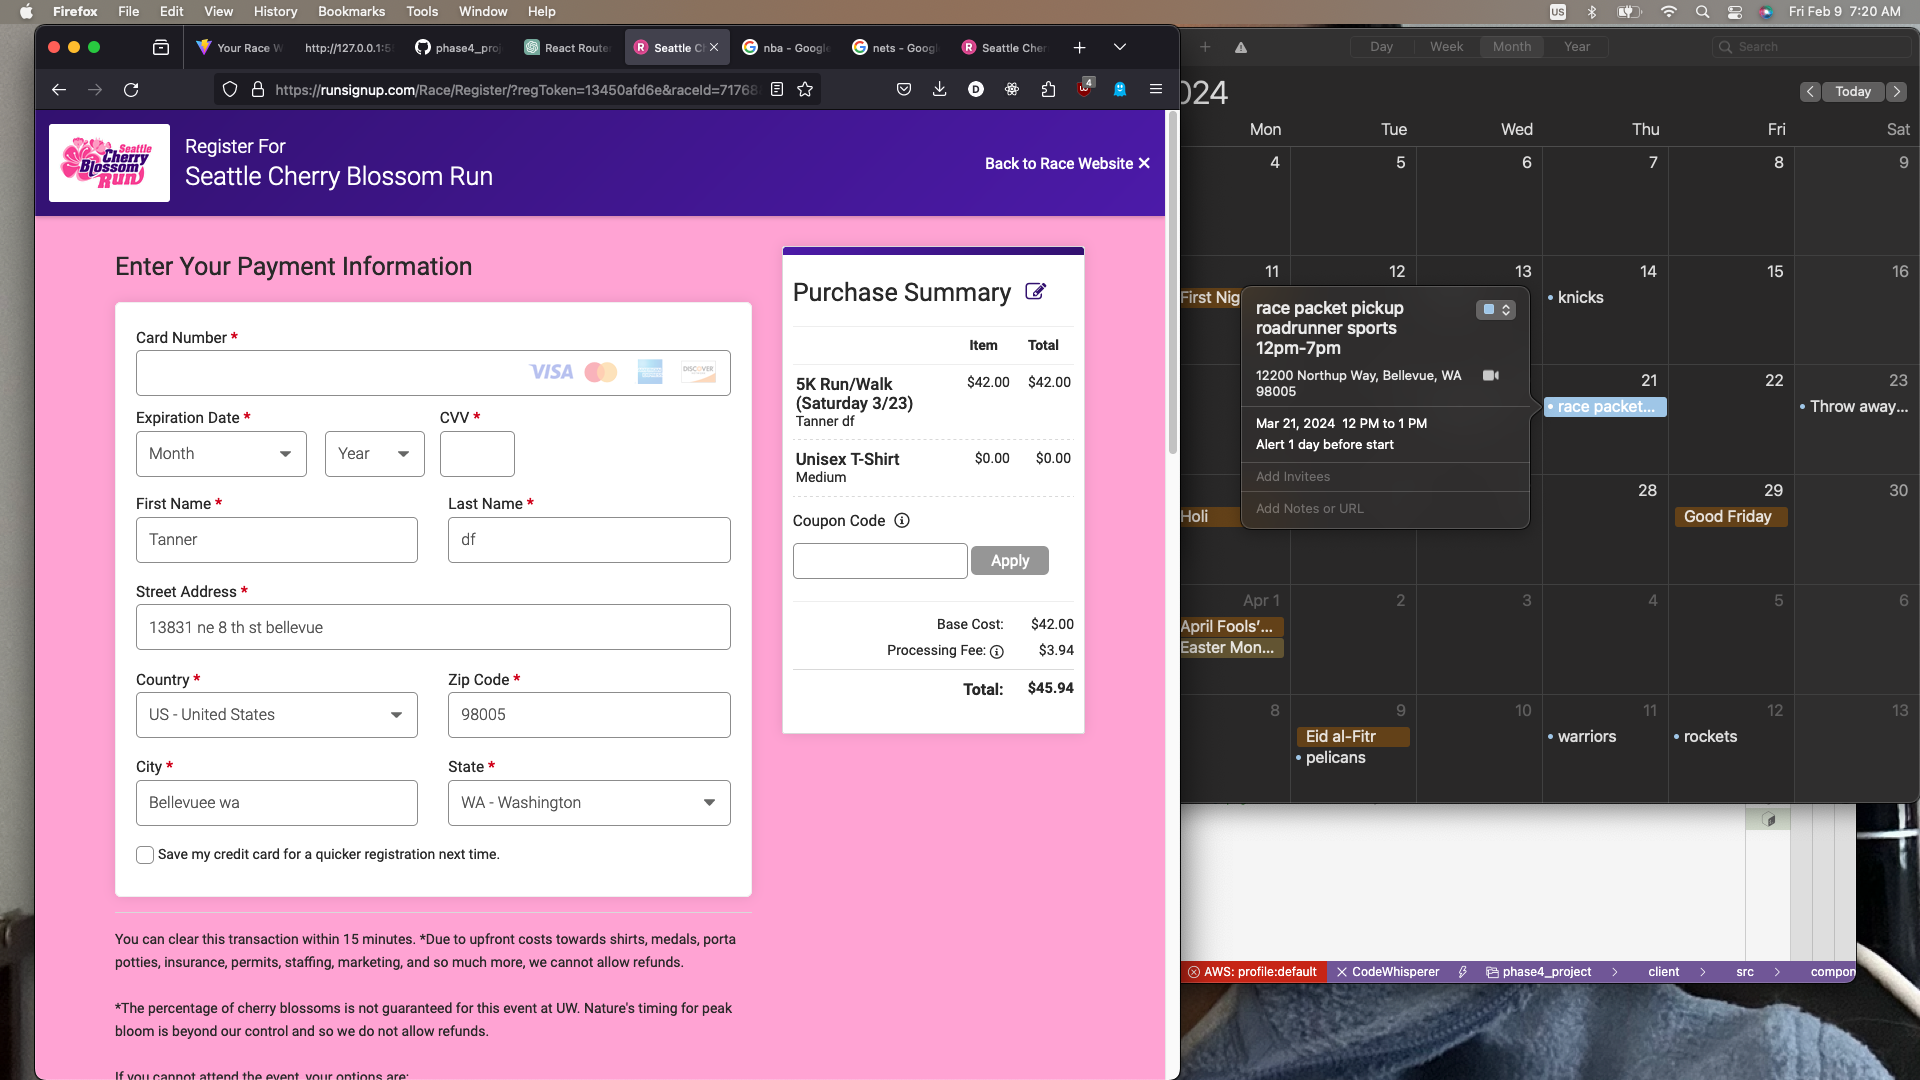 Firefox File Edit View History Bookmarks Tools Window Help
US
Fri Feb 9 7:20 AM
Your Race W
http://127.0.0.1:5
phase4_proj
React Route
Seattle C
nba - Google
nets - Goog
Seattle Cher
https://runsignup.com/Race/Register/?regToken=13450afd6e&raceId=7176
4
Seattle
Cherry
Blossom
Run
Register For
Seattle Cherry Blossom Run
Back to Race Website ✕
Enter Your Payment Information
Card Number *
VISA
DISCOVER
Expiration Date *
CVV *
Month
Year
First Name *
Last Name *
Tanner
df
Street Address *
13831 ne 8 th st bellevue
Country *
Zip Code *
US - United States
98005
City *
State *
Bellevuee wa
WA - Washington
Save my credit card for a quicker registration next time.
You can clear this transaction within 15 minutes. *Due to upfront costs towards shirts, medals, porta
potties, insurance, permits, staffing, marketing, and so much more, we cannot allow refunds.
*The percentage of cherry blossoms is not guaranteed for this event at UW. Nature's timing for peak
bloom is beyond our control and so we do not allow refunds.
If you cannot attend the event, your options are:
Purchase Summary
Item Total
5K Run/Walk $42.00 $42.00
(Saturday 3/23)
Tanner df
Unisex T-Shirt $0.00 $0.00
Medium
Coupon Code
Apply
Base Cost: $42.00
Processing Fee: $3.94
Total: $45.94
Day Week Month Year
Search
024
Today
Mon Tue Wed Thu Fri Sat
4 5 6 7 8 9
11 12 13 14 15 16
First Nig
knicks
21 22 23
race packet...
Throw away...
28 29 30
Holi
Good Friday
Apr 1 2 3 4 5 6
April Fools'...
Easter Mon...
8 9 10 11 12 13
Eid al-Fitr
pelicans
warriors
rockets
race packet pickup
roadrunner sports
12pm-7pm
12200 Northup Way, Bellevue, WA
98005
Mar 21, 2024 12 PM to 1 PM
Alert 1 day before start
Add Invitees
Add Notes or URL
AWS: profile:default
CodeWhisperer
phase4_project > client > src > compon